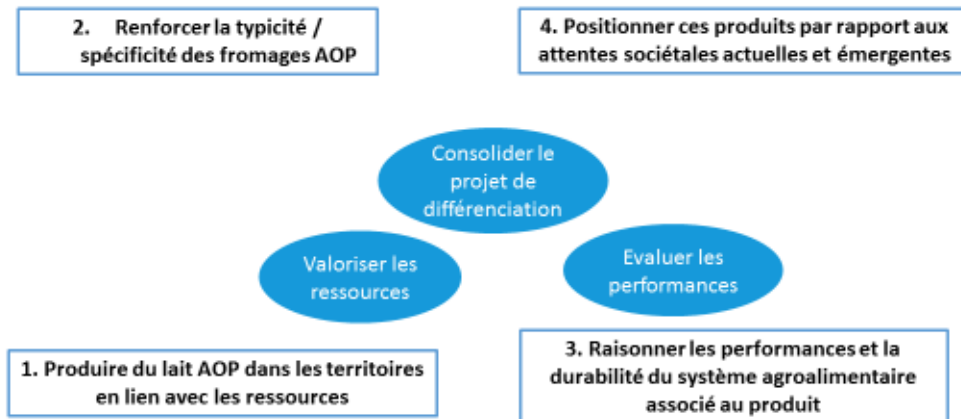 2. Renforcer la typicité /
spécificité des fromages AOP
4. Positionner ces produits par rapport aux
attentes sociétales actuelles et émergentes
Consolider le
projet de
différenciation
Valoriser les
ressources
Evaluer les
performances
1. Produire du lait AOP dans les territoires
en lien avec les ressources
3. Raisonner les performances et la
durabilité du système agroalimentaire
associé au produit